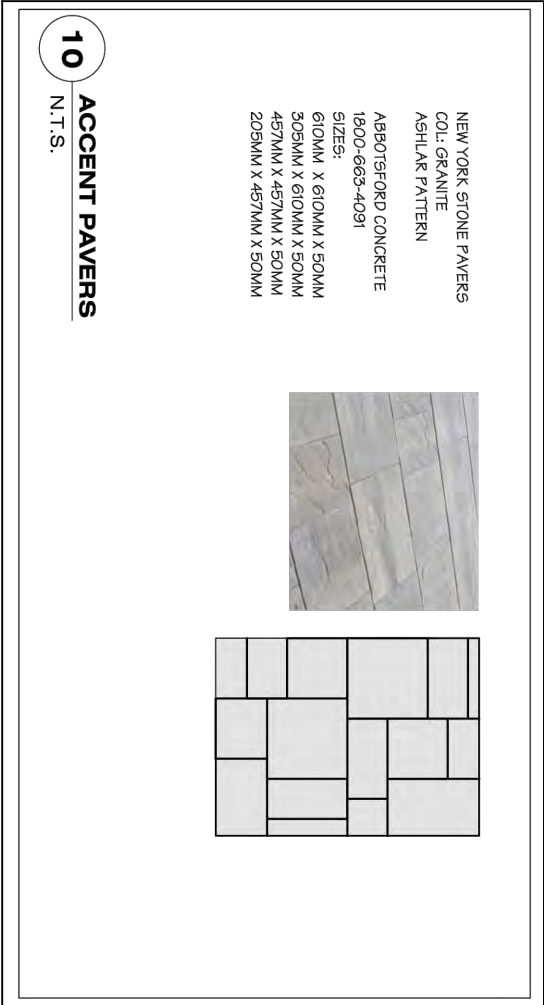 NEW YORK STONE PAVERS
COL: GRANITE
ASHLAR PATTERN
ABBOTSFORD CONCRETE
1800-663-4091
SIZES:
610MM X 610MM X 50MM
305MM X 610MM X 50MM
457MM X 457MM X 50MM
205MM X 457MM X 50MM
10
ACCENT PAVERS
N.T.S.